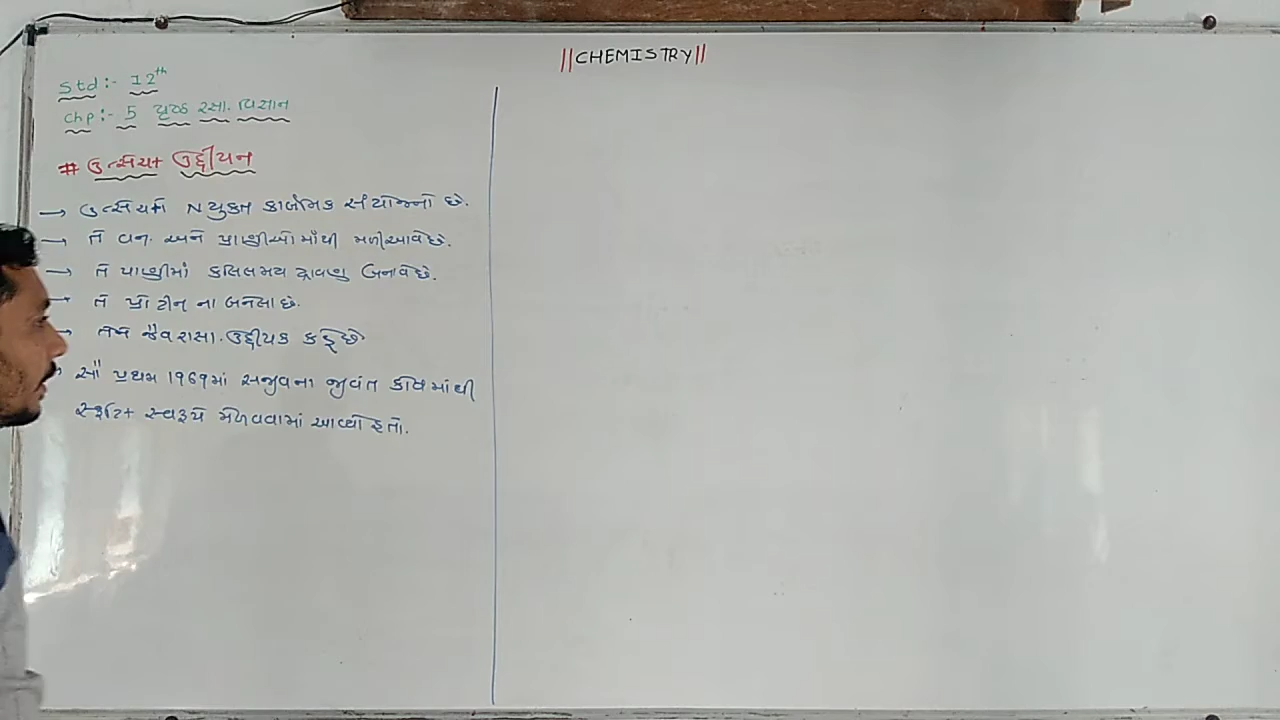 ||CHEMISTRY||
Std:- 12th
Chp:- 5 પૃષ્ઠ રસા. વિજ્ઞાન
# ઉત્સેચક ઉદ્દીપન
→ ઉત્સેચકો N યુક્ત કાર્બનિક સંયોજનો છે.
→ તે વન. અને પ્રાણીઓમાંથી મળી આવે છે.
→ તે પાણીમાં કલિલમય દ્રાવણ બનાવે છે.
→ તે પ્રોટીન ના બનેલા છે.
→ તેને જૈવરાસા. ઉદ્દીપક કહે છે
સૌ પ્રથમ 1969માં સજીવના જીવંત કોષમાંથી
સ્ફટિક સ્વરૂપે મેળવવામાં આવ્યો હતો.